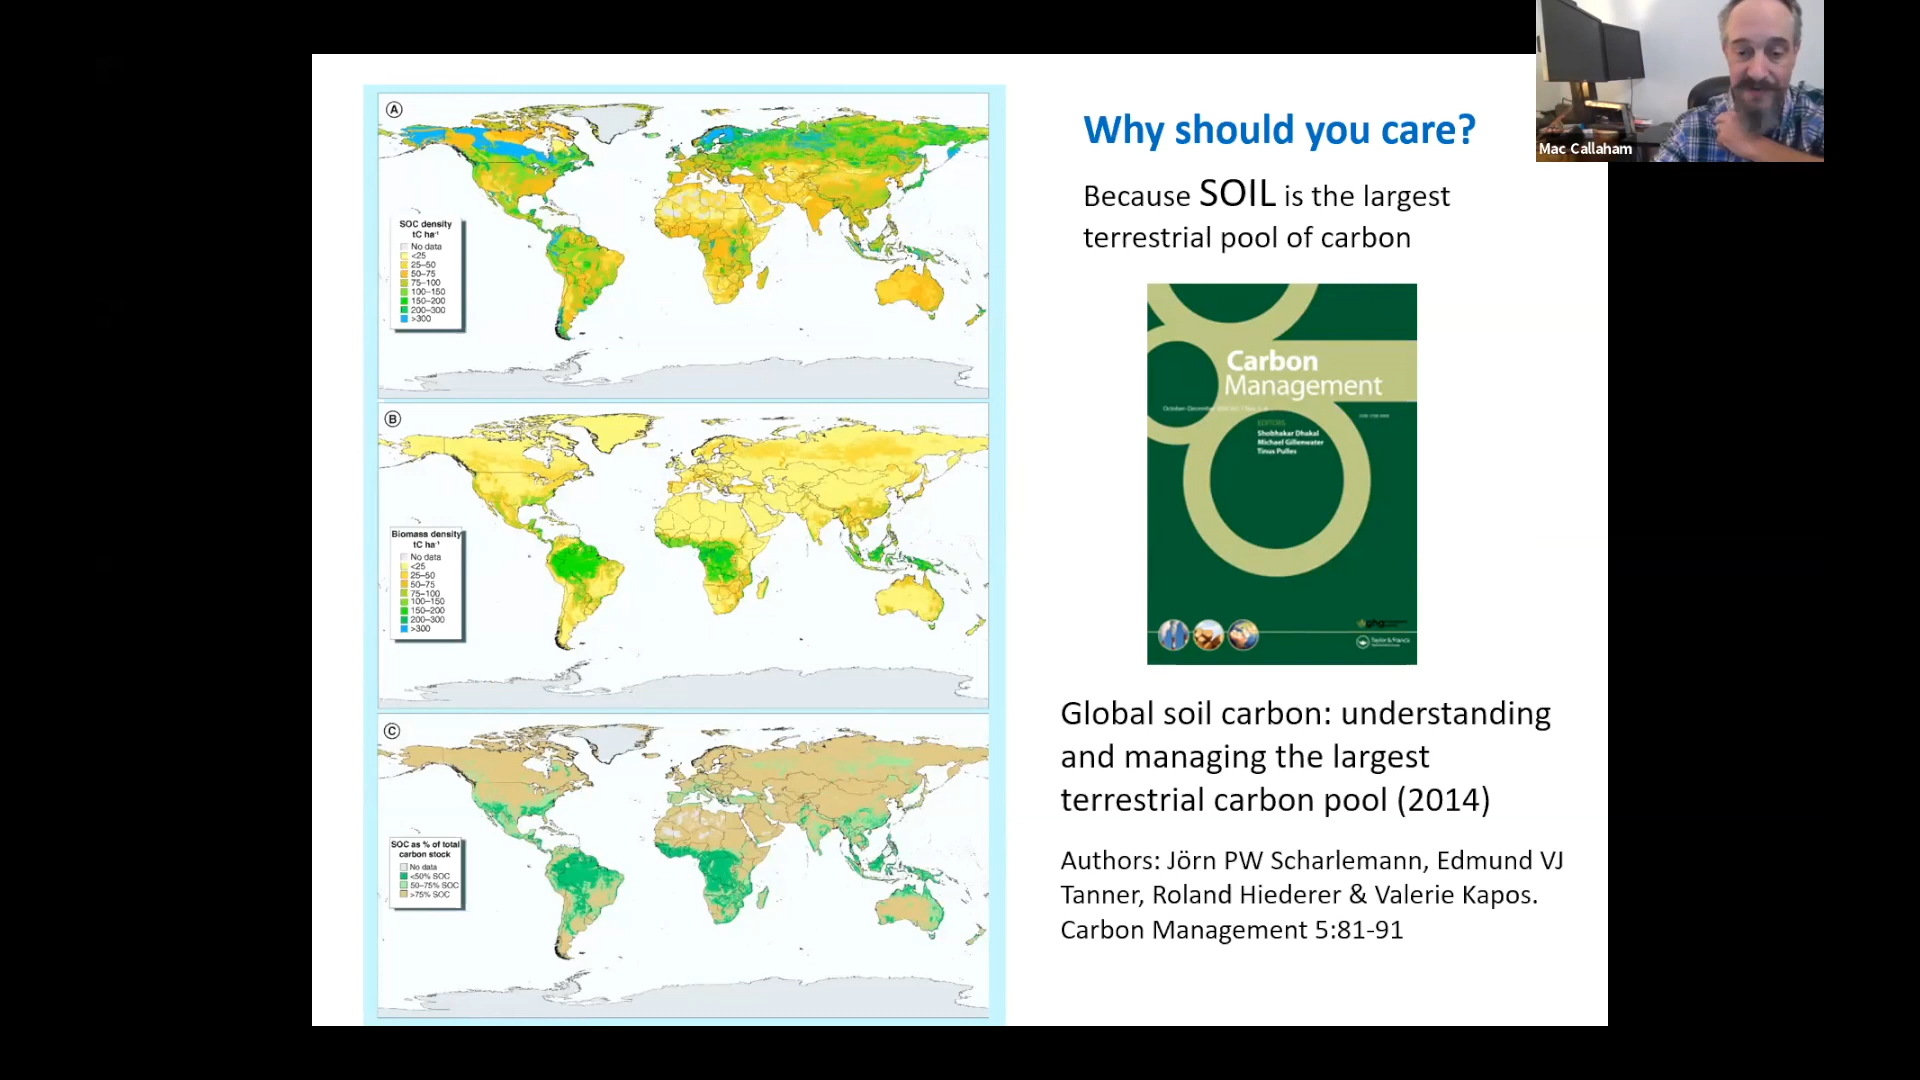 Mac Callaham
Why should you care?
Because SOIL is the largest
terrestrial pool of carbon
A
SOC density
tC ha⁻¹
No data
<25
25–50
50–75
75–100
100–150
150–200
200–300
>300
B
Biomass density
tC ha⁻¹
No data
<25
25–50
50–75
75–100
100–150
150–200
200–300
>300
C
SOC as % of total
carbon stock
No data
<50% SOC
50–75% SOC
>75% SOC
Carbon
Management
EDITORS
Shobhakar Dhakal
Michael Gillenwater
Tinus Pulles
Taylor & Francis
Global soil carbon: understanding
and managing the largest
terrestrial carbon pool (2014)
Authors: Jörn PW Scharlemann, Edmund VJ
Tanner, Roland Hiederer & Valerie Kapos.
Carbon Management 5:81-91